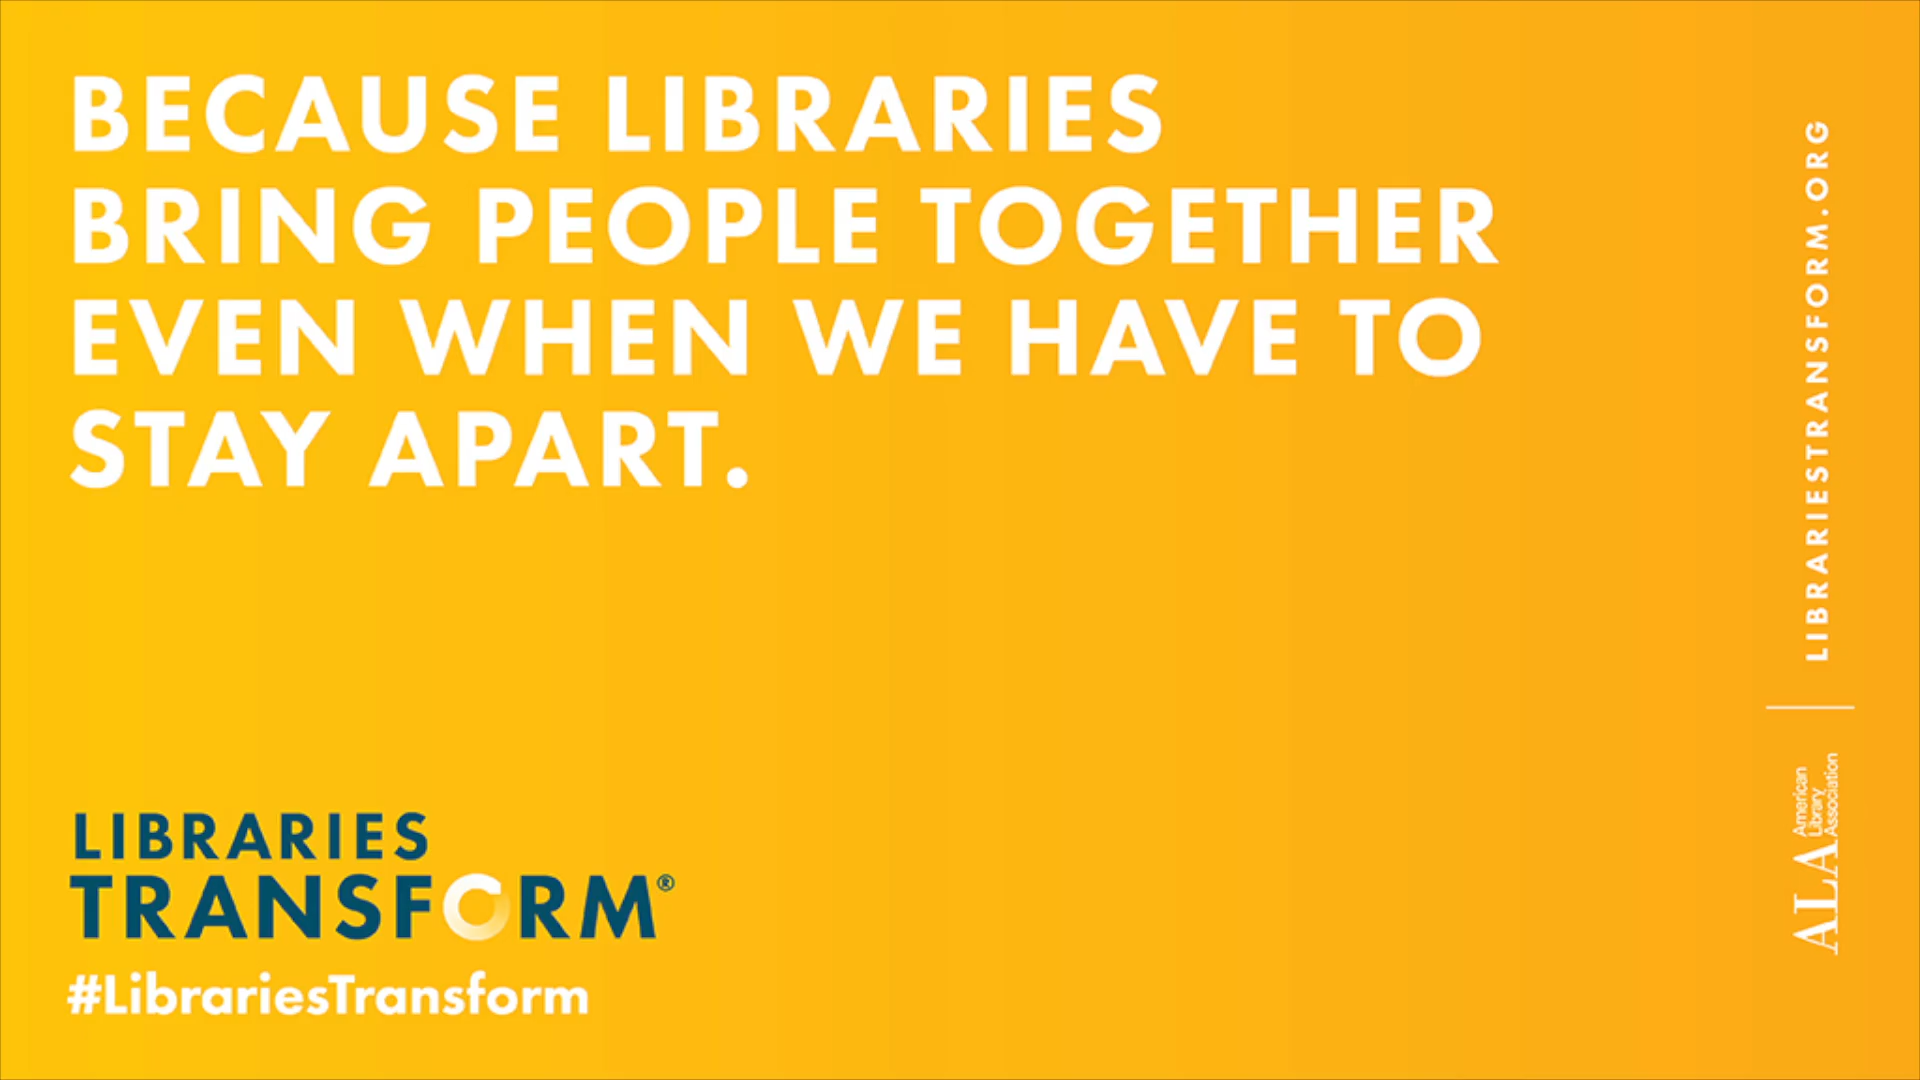 BECAUSE LIBRARIES
BRING PEOPLE TOGETHER
EVEN WHEN WE HAVE TO
STAY APART.
LIBRARIES
TRANSFORM®
#LibrariesTransform
LIBRARIESTRANSFORM.ORG
ALA
American
Library
Association